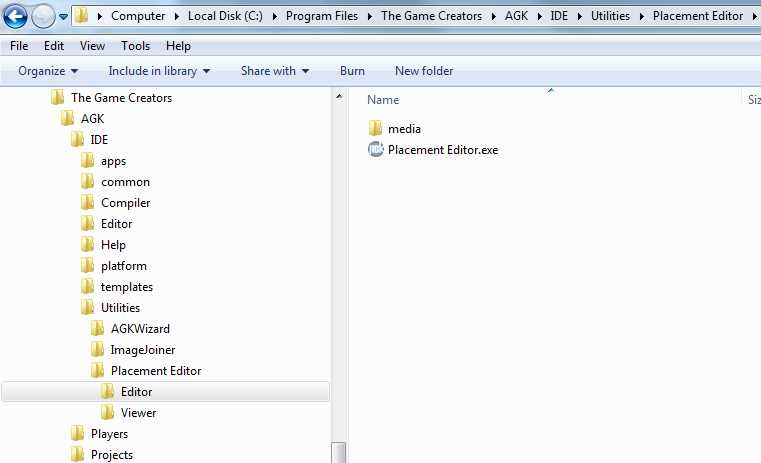 Computer Local Disk (C:) Program Files The Game Creators AGK IDE Utilities Placement Editor
File Edit View Tools Help
Organize Include in library Share with Burn New folder
The Game Creators
AGK
IDE
apps
common
Compiler
Editor
Help
platform
templates
Utilities
AGKWizard
ImageJoiner
Placement Editor
Editor
Viewer
Players
Projects
Name Siz
media
Placement Editor.exe